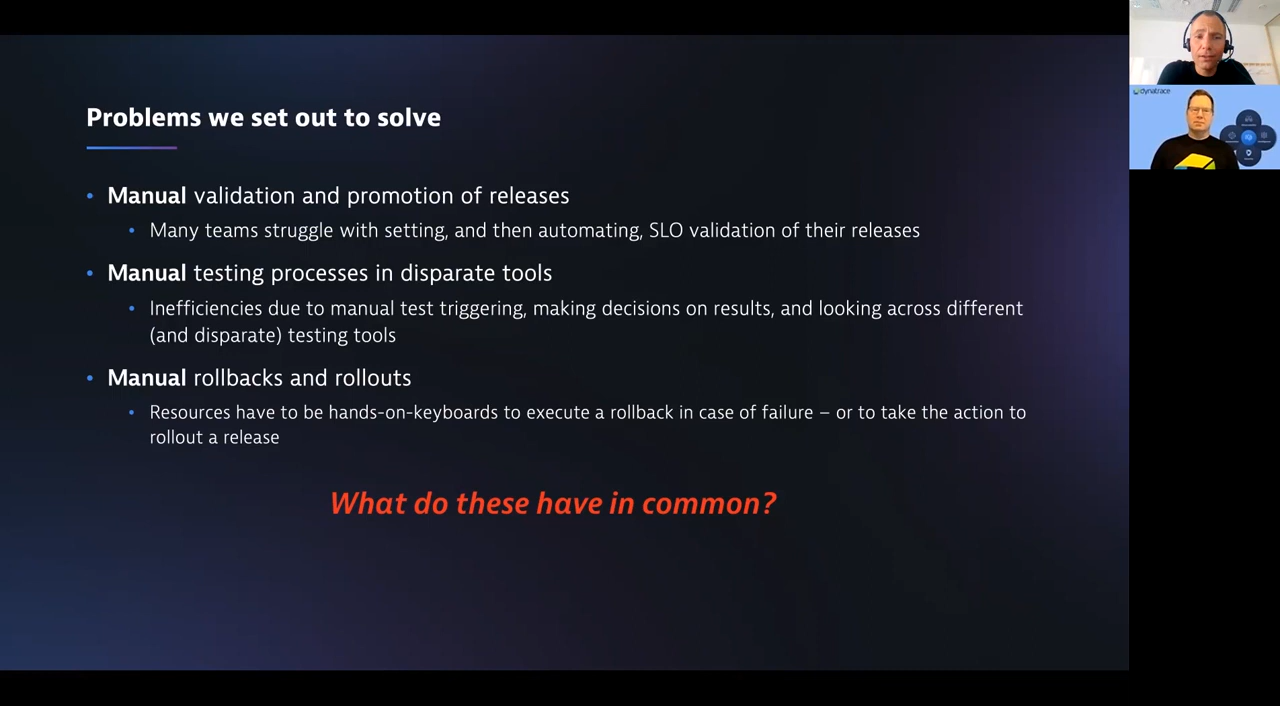 Problems we set out to solve
• Manual validation and promotion of releases
• Many teams struggle with setting, and then automating, SLO validation of their releases
• Manual testing processes in disparate tools
• Inefficiencies due to manual test triggering, making decisions on results, and looking across different
(and disparate) testing tools
• Manual rollbacks and rollouts
• Resources have to be hands-on-keyboards to execute a rollback in case of failure – or to take the action to
rollout a release
What do these have in common?
dynatrace